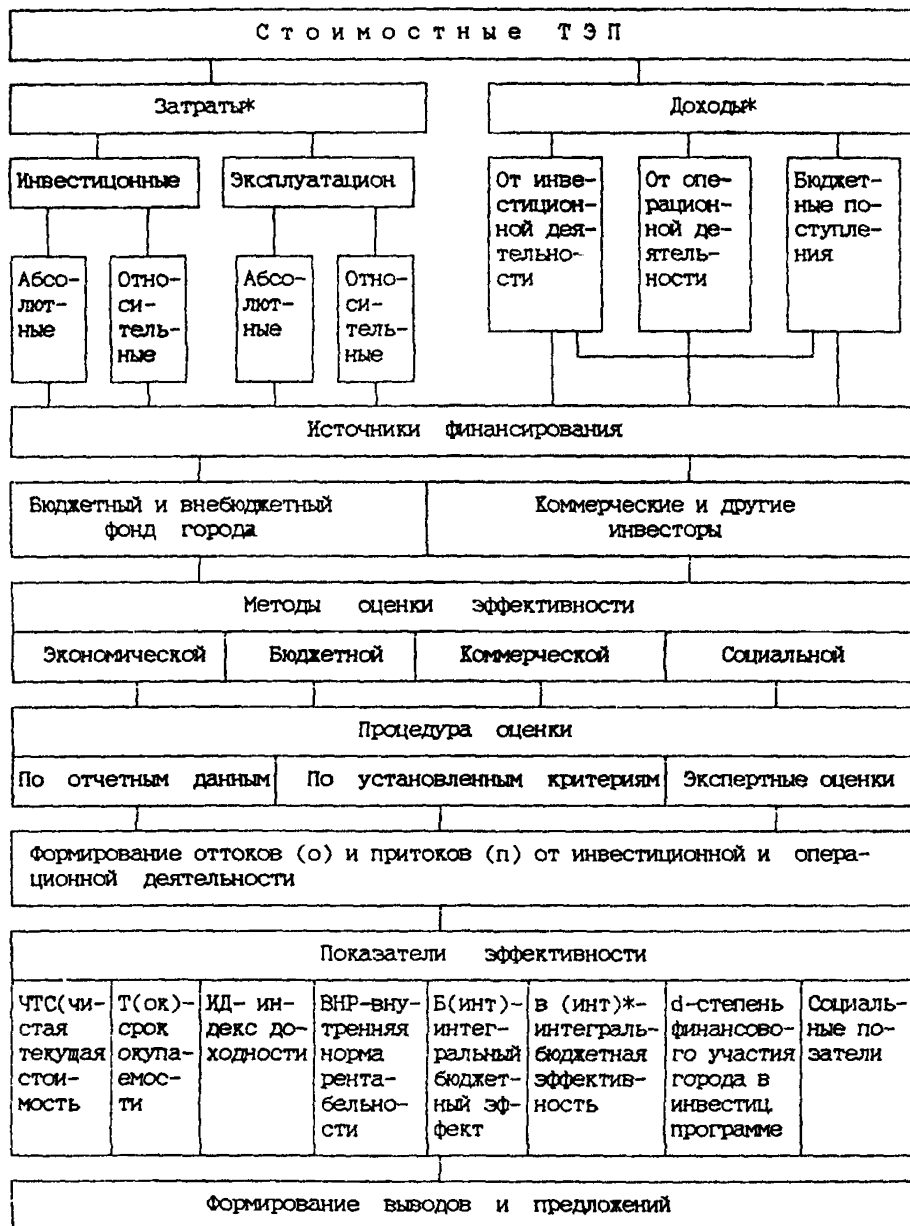 Стоимостные ТЭП
Затраты*
Доходы*
Инвестицонные
Эксплуатацион
От инве-
стицион-
ной дея-
тельно-
сти
От опе-
рацион-
ной де-
ятель-
ности
Бюджет-
ные по-
ступле-
ния
Абсо-
лют-
ные
Отно-
си-
тель-
ные
Абсо-
лют-
ные
Отно-
си-
тель-
ные
Источники финансирования
Бюджетный и внебюджетный
фонд города
Коммерческие и другие
инвесторы
Методы оценки эффективности
Экономической
Бюджетной
Коммерческой
Социальной
Процедура оценки
По отчетным данным
По установленным критериям
Экспертные оценки
Формирование оттоков (о) и притоков (п) от инвестиционной и опера-
ционной деятельности
Показатели эффективности
ЧТС(чи-
стая
текущая
стои-
мость
Т(ок)-
срок
окупа-
емос-
ти
ИД- ин-
декс до-
ходности
ВНР-вну-
тренняя
норма
рента-
бельно-
сти
Б(инт)-
интег-
ральный
бюджет-
ный эф-
фект
в (инт)*-
интеграль-
бюджетная
эффектив-
ность
d-степень
финансово-
го участия
города в
инвестиц.
программе
Социаль-
ные по-
затели
Формирование выводов и предложений